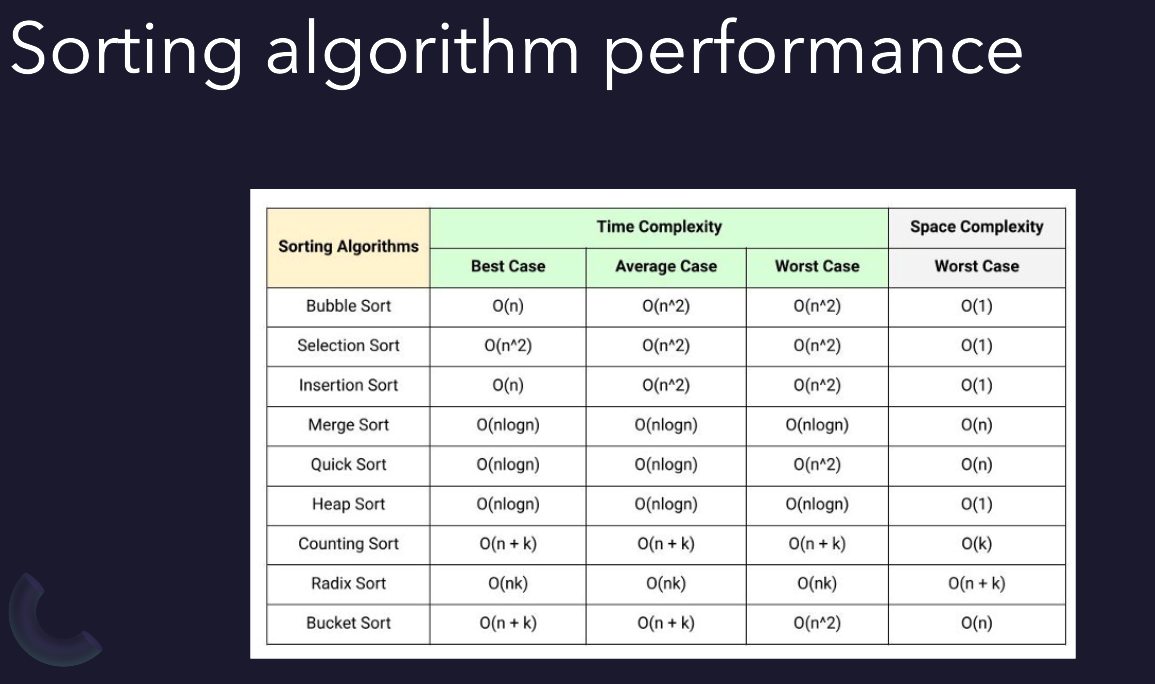 Sorting algorithm performance
Sorting Algorithms Time Complexity Space Complexity
Best Case Average Case Worst Case Worst Case
Bubble Sort O(n) O(n^2) O(n^2) O(1)
Selection Sort O(n^2) O(n^2) O(n^2) O(1)
Insertion Sort O(n) O(n^2) O(n^2) O(1)
Merge Sort O(nlogn) O(nlogn) O(nlogn) O(n)
Quick Sort O(nlogn) O(nlogn) O(n^2) O(n)
Heap Sort O(nlogn) O(nlogn) O(nlogn) O(1)
Counting Sort O(n + k) O(n + k) O(n + k) O(k)
Radix Sort O(nk) O(nk) O(nk) O(n + k)
Bucket Sort O(n + k) O(n + k) O(n^2) O(n)